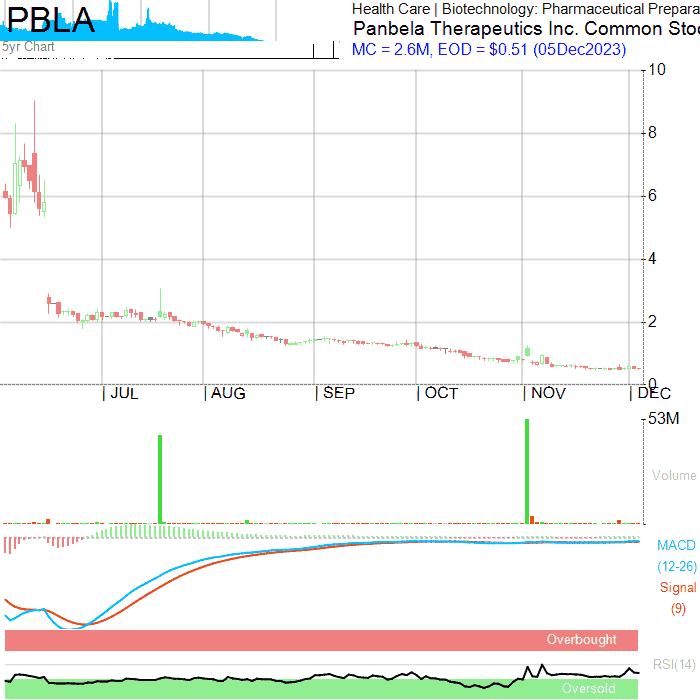 PBLA
5yr Chart
Health Care | Biotechnology: Pharmaceutical Prepara
Panbela Therapeutics Inc. Common Stoc
MC = 2.6M, EOD = $0.51 (05Dec2023)
10
8
6
4
2
0
JUL AUG SEP OCT NOV DEC
53M
Volume
MACD
(12-26)
Signal
(9)
Overbought
RSI(14)
Oversold